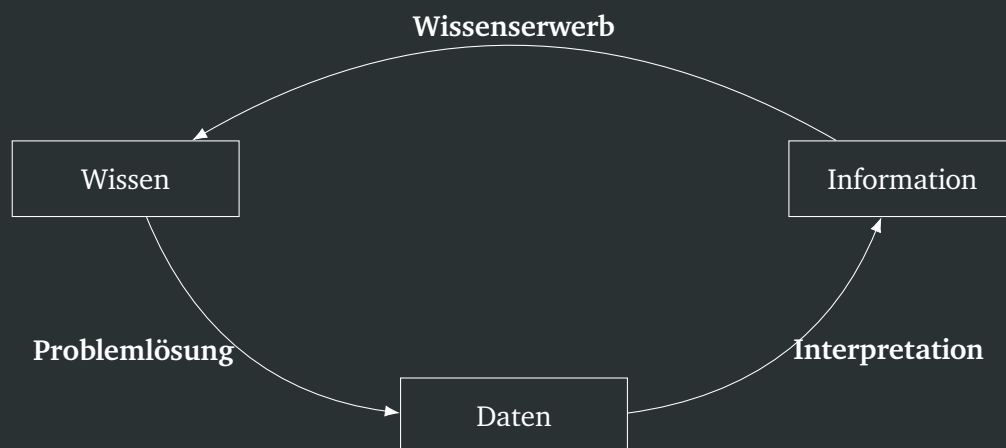 Wissenserwerb
Wissen
Information
Problemlösung
Interpretation
Daten